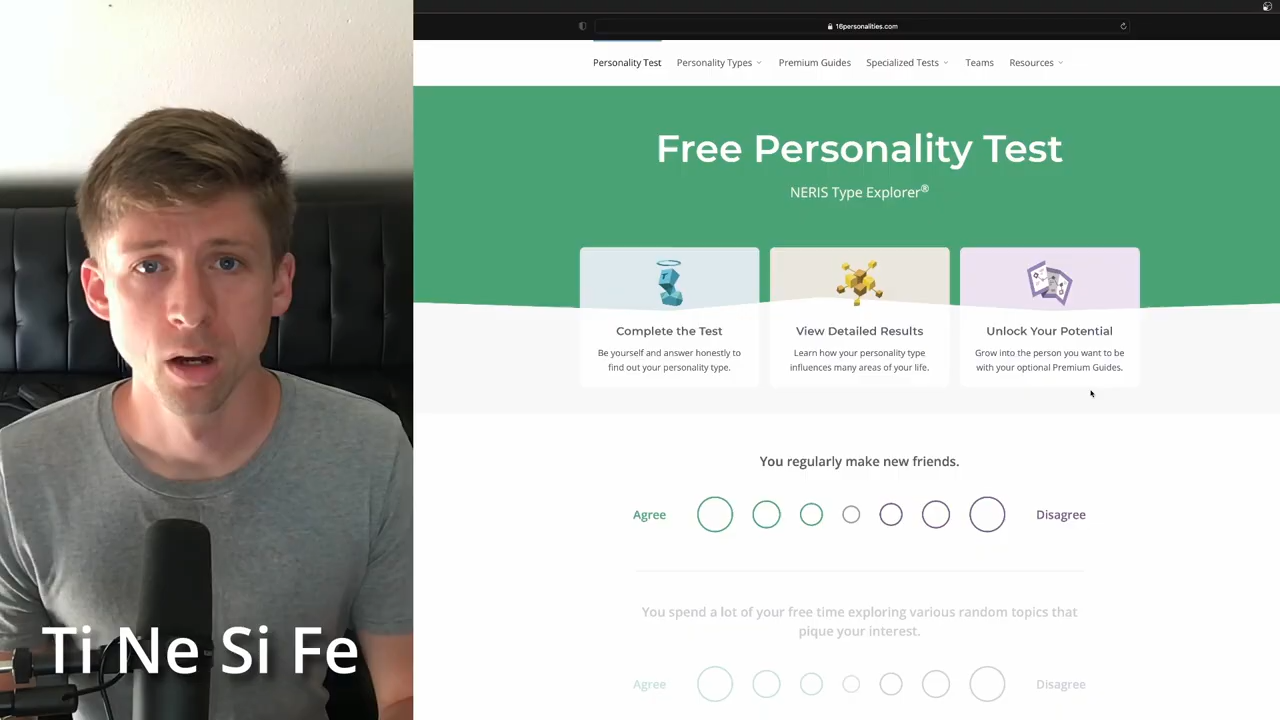 16personalities.com
Personality Test Personality Types Premium Guides Specialized Tests Teams Resources
Free Personality Test
NERIS Type Explorer®
Complete the Test
Be yourself and answer honestly to
find out your personality type.
View Detailed Results
Learn how your personality type
influences many areas of your life.
Unlock Your Potential
Grow into the person you want to be
with your optional Premium Guides.
You regularly make new friends.
Agree Disagree
You spend a lot of your free time exploring various random topics that
pique your interest.
Agree Disagree
Ti Ne Si Fe